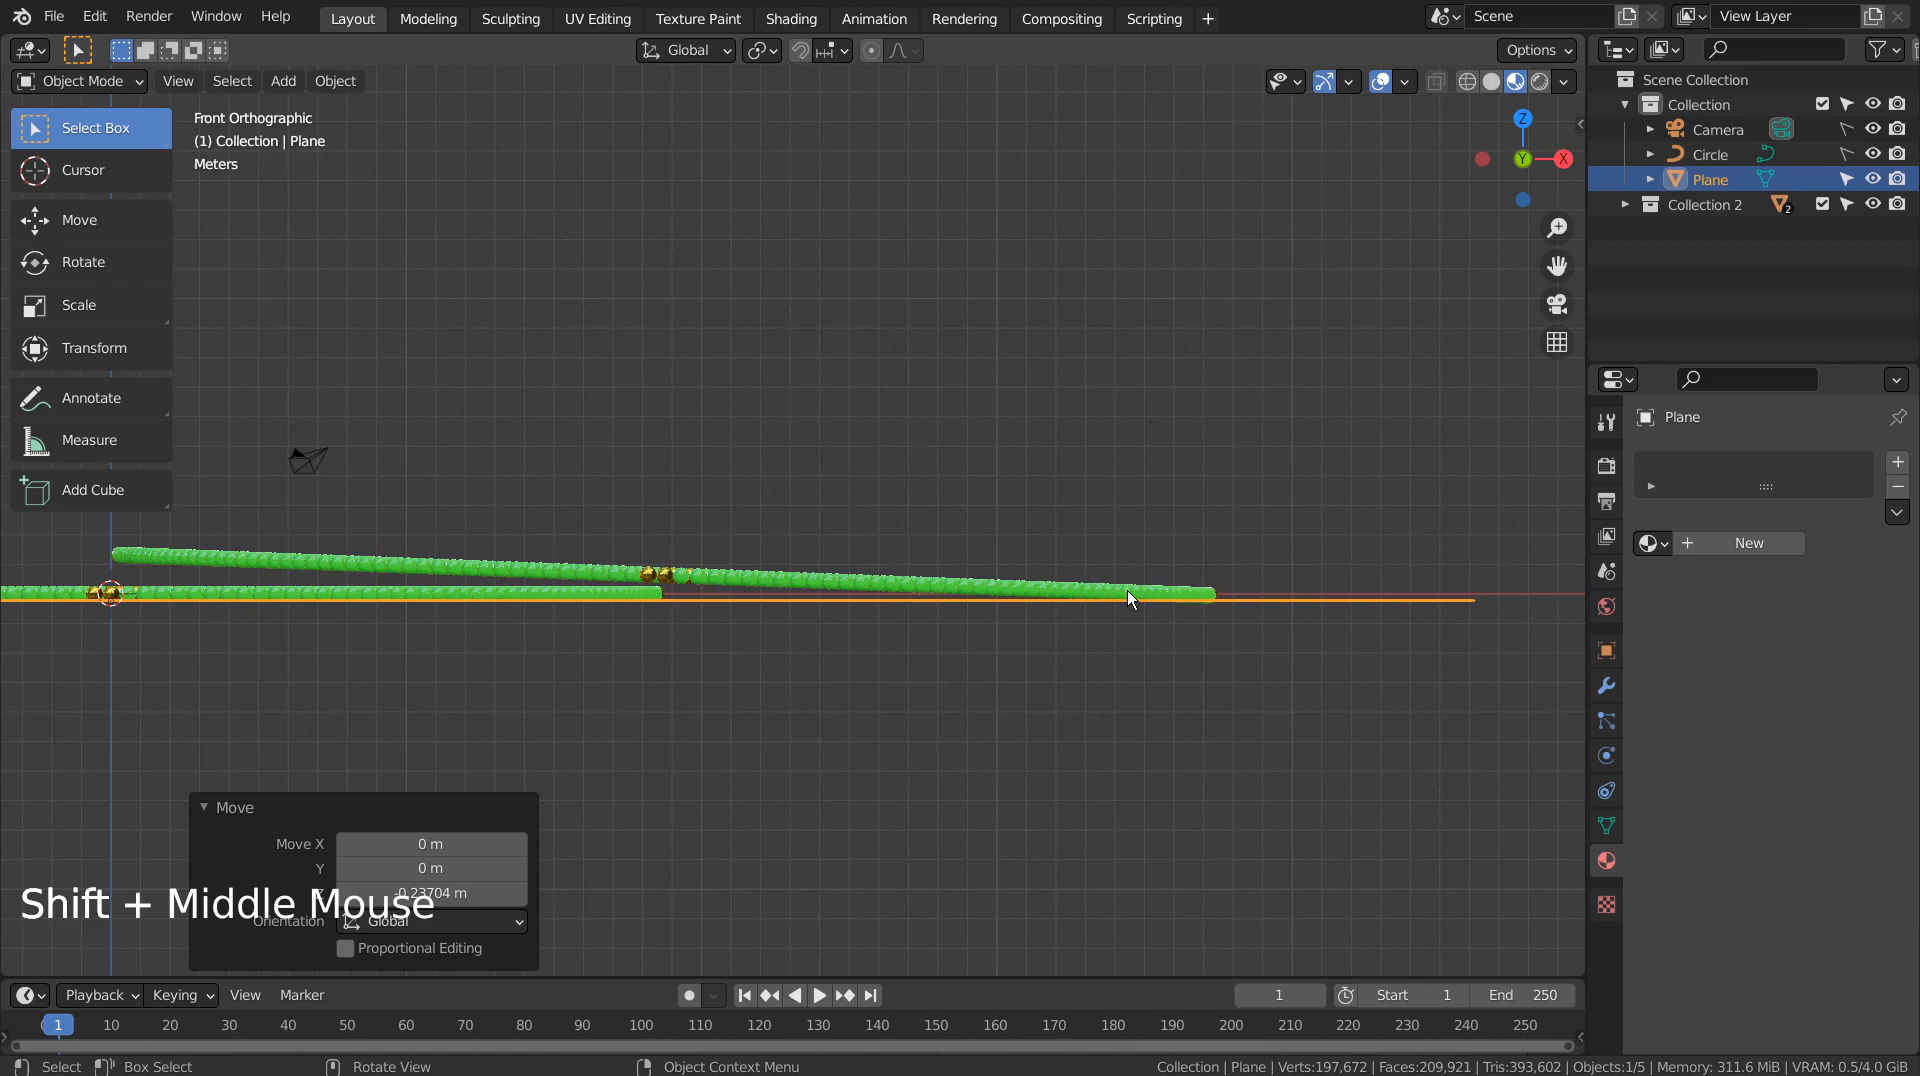 File Edit Render Window Help Layout Modeling Sculpting UV Editing Texture Paint Shading Animation Rendering Compositing Scripting + Scene View Layer
Global Options
Object Mode View Select Add Object
Scene Collection
Collection
Camera
Circle
Plane
Collection 2 2
Select Box
Cursor
Move
Rotate
Scale
Transform
Annotate
Measure
Add Cube
Front Orthographic
(1) Collection | Plane
Meters
Z
Y
X
Plane
New
Move
Move X 0 m
Y 0 m
-0.23704 m
Orientation Global
Proportional Editing
Shift + Middle Mouse
Playback Keying View Marker 1 Start 1 End 250
1 10 20 30 40 50 60 70 80 90 100 110 120 130 140 150 160 170 180 190 200 210 220 230 240 250
Select Box Select Rotate View Object Context Menu Collection | Plane | Verts:197,672 | Faces:209,921 | Tris:393,602 | Objects:1/5 | Memory: 311.6 MiB | VRAM: 0.5/4.0 GiB